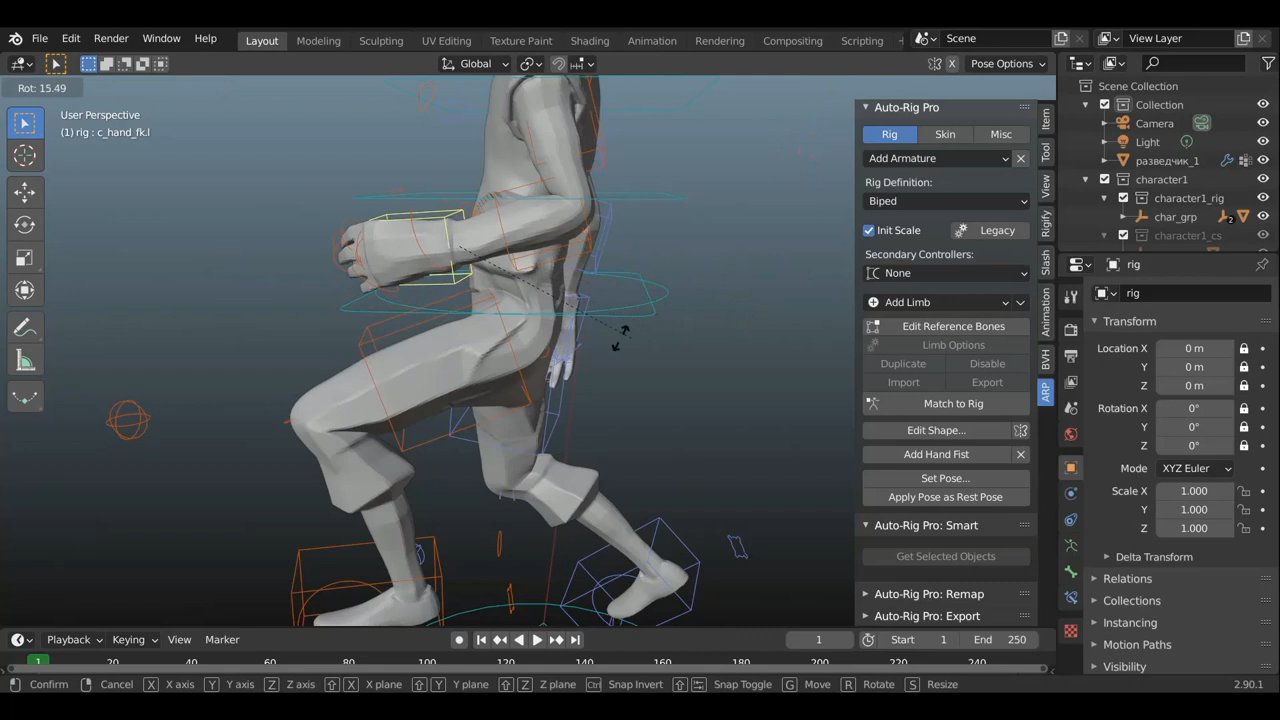 File Edit Render Window Help
Layout Modeling Sculpting UV Editing Texture Paint Shading Animation Rendering Compositing Scripting +
Scene
View Layer
Global
X Pose Options
Rot: 15.49
User Perspective
(1) rig : c_hand_fk.l
Auto-Rig Pro
Rig Skin Misc
Add Armature
Rig Definition:
Biped
Init Scale Legacy
Secondary Controllers:
None
Add Limb
Edit Reference Bones
Limb Options
Duplicate Disable
Import Export
Match to Rig
Edit Shape...
Add Hand Fist
Set Pose...
Apply Pose as Rest Pose
Auto-Rig Pro: Smart
Get Selected Objects
Auto-Rig Pro: Remap
Auto-Rig Pro: Export
Item
Tool
View
Rigify
Slash
Animation
BVH
ARP
Scene Collection
Collection
Camera
Light
разведчик_1
character1
character1_rig
char_grp 2
character1_cs
rig
rig
Transform
Location X 0 m
Y 0 m
Z 0 m
Rotation X 0°
Y 0°
Z 0°
Mode XYZ Euler
Scale X 1.000
Y 1.000
Z 1.000
Delta Transform
Relations
Collections
Instancing
Motion Paths
Visibility
Playback Keying View Marker
1 Start 1 End 250
1 20 40 60 80 100 120 140 160 180 200 220 240
Confirm Cancel X X axis Y Y axis Z Z axis X X plane Y Y plane Z Z plane Ctrl Snap Invert Snap Toggle G Move R Rotate S Resize 2.90.1